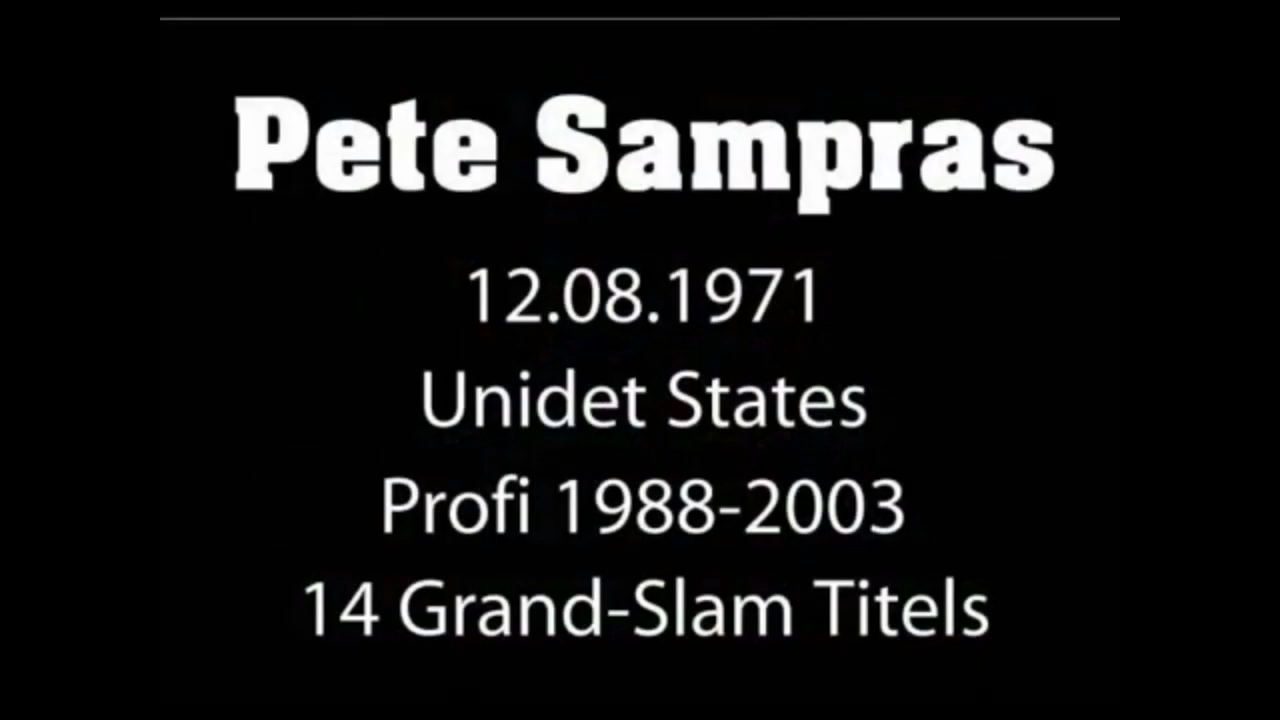 Pete Sampras
12.08.1971
Unidet States
Profi 1988-2003
14 Grand-Slam Titels